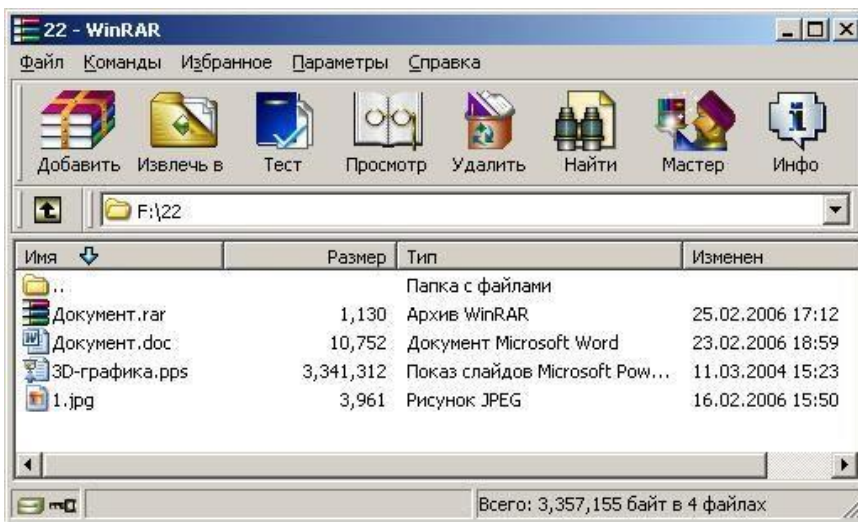 22 - WinRAR
Файл Команды Избранное Параметры Справка
Добавить Извлечь в Тест Просмотр Удалить Найти Мастер Инфо
F:\22
Имя Размер Тип Изменен
.. Папка с файлами
Документ.rar 1,130 Архив WinRAR 25.02.2006 17:12
Документ.doc 10,752 Документ Microsoft Word 23.02.2006 18:59
3D-графика.pps 3,341,312 Показ слайдов Microsoft Pow... 11.03.2004 15:23
1.jpg 3,961 Рисунок JPEG 16.02.2006 15:50
Всего: 3,357,155 байт в 4 файлах